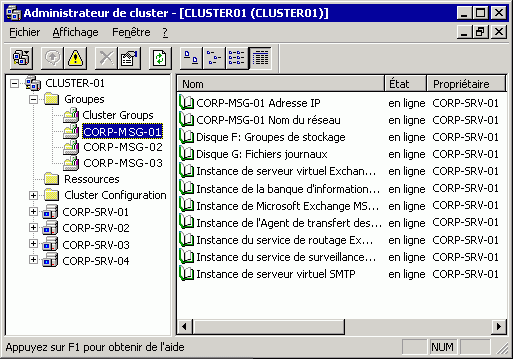 Administrateur de cluster - [CLUSTER01 (CLUSTER01)]
Fichier Affichage Fenêtre ?
CLUSTER-01
Groupes
Cluster Groups
CORP-MSG-01
CORP-MSG-02
CORP-MSG-03
Ressources
Cluster Configuration
CORP-SRV-01
CORP-SRV-02
CORP-SRV-03
CORP-SRV-04
Nom État Propriétaire
CORP-MSG-01 Adresse IP en ligne CORP-SRV-01
CORP-MSG-01 Nom du réseau en ligne CORP-SRV-01
Disque F: Groupes de stockage en ligne CORP-SRV-01
Disque G: Fichiers journaux en ligne CORP-SRV-01
Instance de serveur virtuel Exchan... en ligne CORP-SRV-01
Instance de la banque d'information... en ligne CORP-SRV-01
Instance de Microsoft Exchange MS... en ligne CORP-SRV-01
Instance de l'Agent de transfert des... en ligne CORP-SRV-01
Instance du service de routage Ex... en ligne CORP-SRV-01
Instance du service de surveillance... en ligne CORP-SRV-01
Instance de serveur virtuel SMTP en ligne CORP-SRV-01
Appuyez sur F1 pour obtenir de l'aide NUM